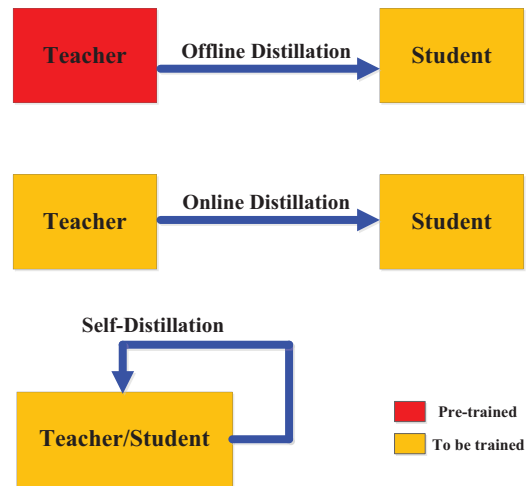 Teacher
Offline Distillation
Student
Teacher
Online Distillation
Student
Self-Distillation
Teacher/Student
Pre-trained
To be trained